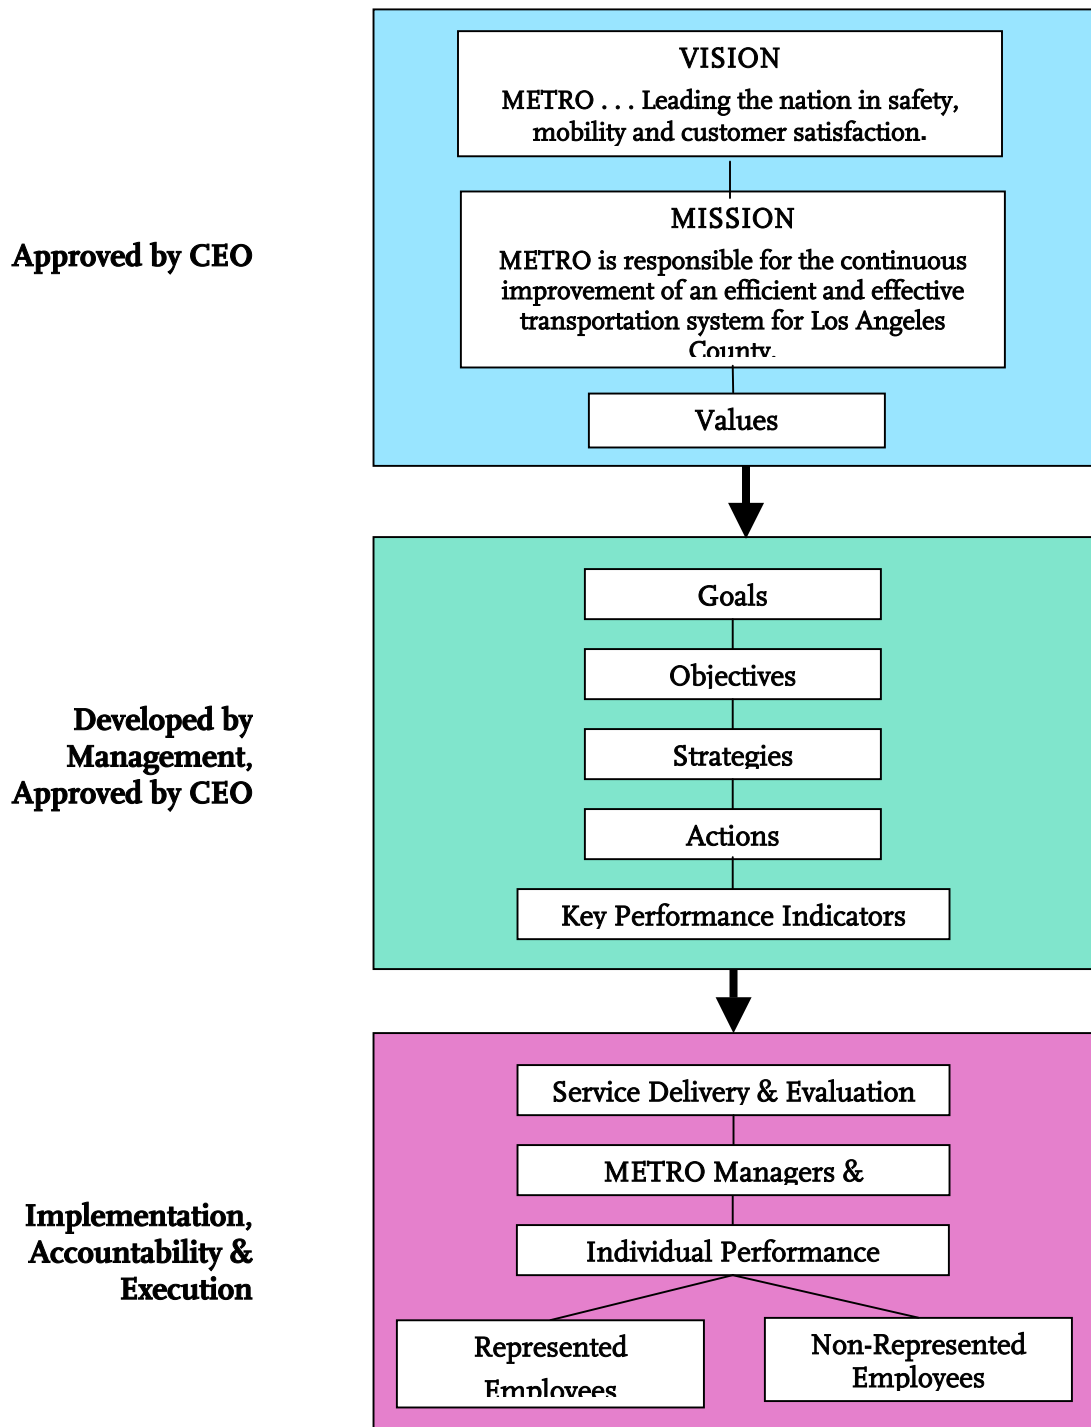 VISION
METRO . . . Leading the nation in safety,
mobility and customer satisfaction.
Approved by CEO
MISSION
METRO is responsible for the continuous
improvement of an efficient and effective
transportation system for Los Angeles
County.
Values
Goals
Objectives
Developed by
Management,
Approved by CEO
Strategies
Actions
Key Performance Indicators
Service Delivery & Evaluation
METRO Managers &
Implementation,
Accountability &
Execution
Individual Performance
Represented
Employees
Non-Represented
Employees